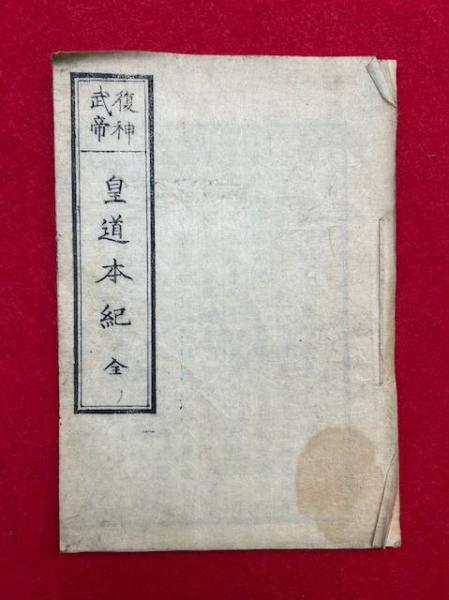 復神
武帝
皇道本紀 全